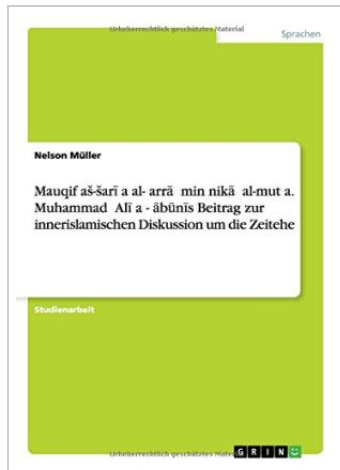 Urheberrechtlich geschütztes Material
Sprachen
Nelson Müller
Mauqif aš-šarī a al- arrā  min nikā  al-mut a.
Muhammad  Alī a - ābūnīs Beitrag zur
innerislamischen Diskussion um die Zeitehe
Studienarbeit
Urheberrechtlich geschütztes Material
GRIN